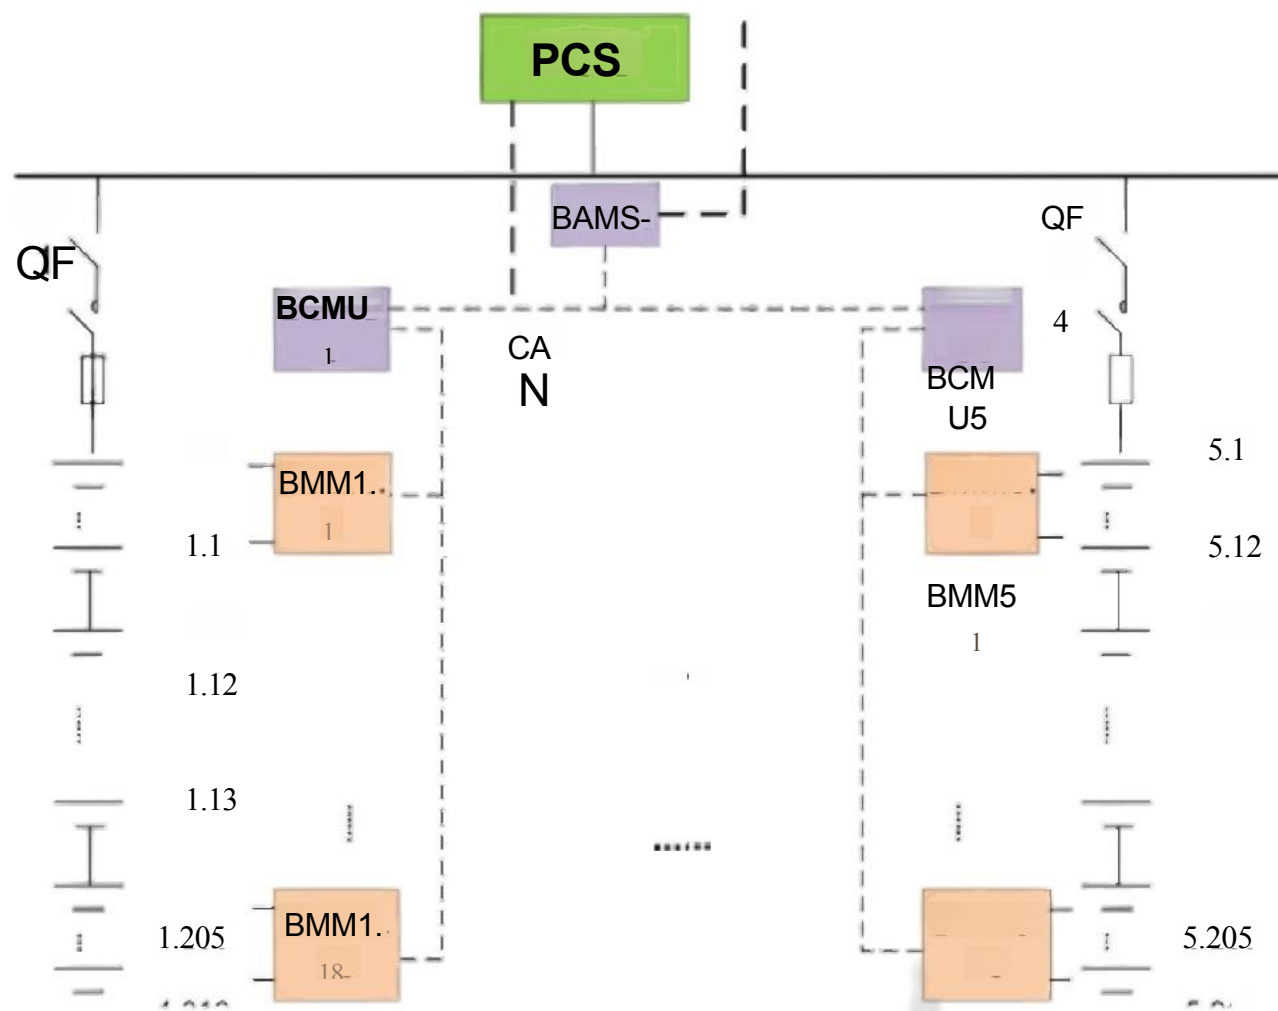 PCS
BAMS-
QF
QF
BCMU
1
4
CA
N
BCM
U5
5.1
BMM1.
1
1.1
5.12
BMM5
1
1.12
1.13
BMM1.
18
1.205
5.205